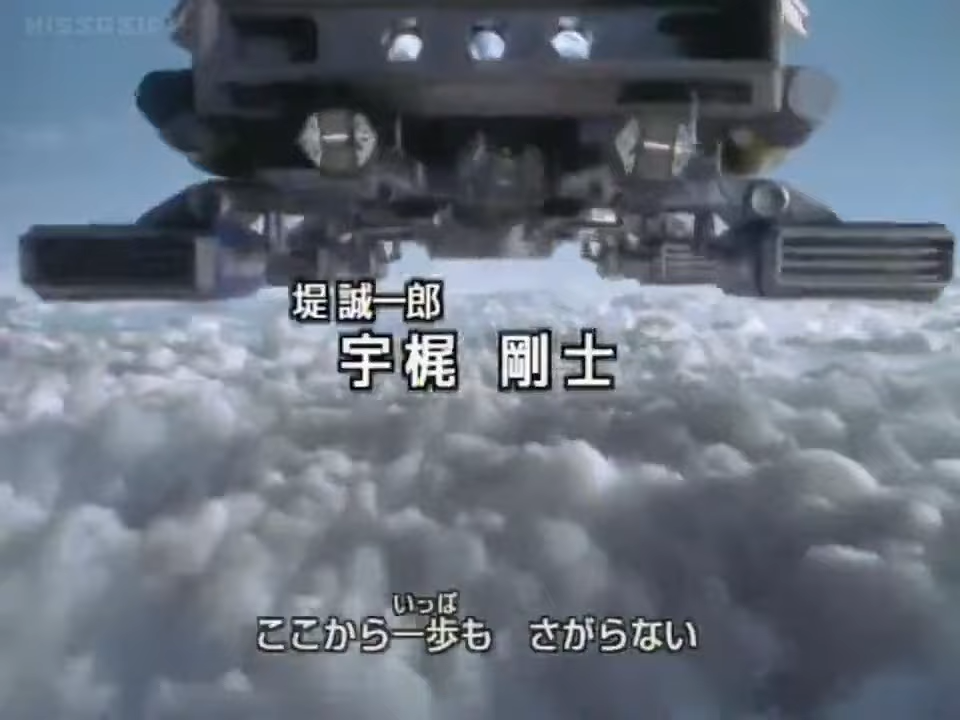 堤 誠一郎
宇梶 剛士
いっぽ
ここから一歩も さがらない